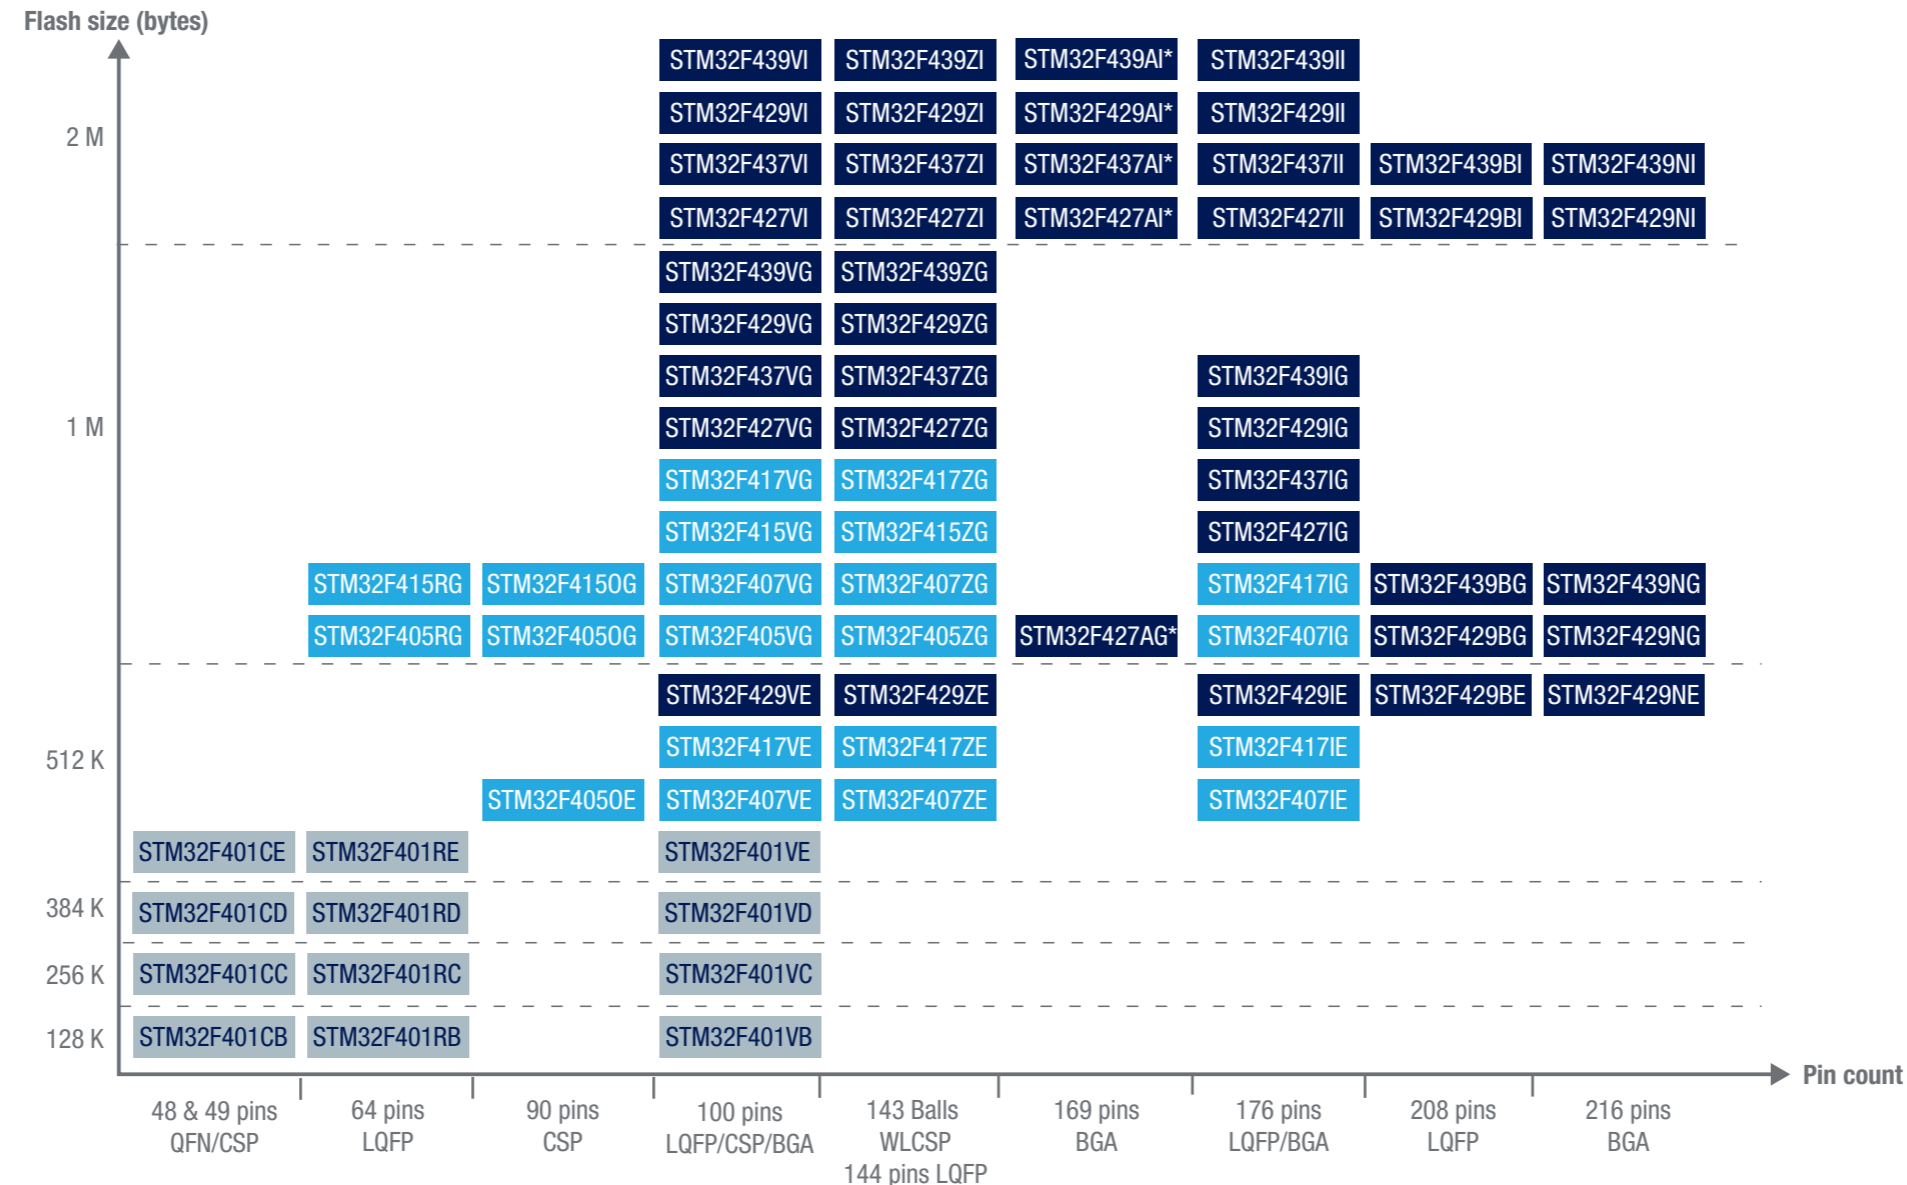 Flash size (bytes)
STM32F439VI STM32F439ZI STM32F439AI* STM32F439II
STM32F429VI STM32F429ZI STM32F429AI* STM32F429II
2 M
STM32F437VI STM32F437ZI STM32F437AI* STM32F437II STM32F439BI STM32F439NI
STM32F427VI STM32F427ZI STM32F427AI* STM32F427II STM32F429BI STM32F429NI
STM32F439VG STM32F439ZG
STM32F429VG STM32F429ZG
STM32F437VG STM32F437ZG STM32F439IG
1 M STM32F427VG STM32F427ZG STM32F429IG
STM32F417VG STM32F417ZG STM32F437IG
STM32F415VG STM32F415ZG STM32F427IG
STM32F415RG STM32F415OG STM32F407VG STM32F407ZG STM32F417IG STM32F439BG STM32F439NG
STM32F405RG STM32F405OG STM32F405VG STM32F405ZG STM32F427AG* STM32F407IG STM32F429BG STM32F429NG
STM32F429VE STM32F429ZE STM32F429IE STM32F429BE STM32F429NE
512 K STM32F417VE STM32F417ZE STM32F417IE
STM32F405OE STM32F407VE STM32F407ZE STM32F407IE
STM32F401CE STM32F401RE STM32F401VE
384 K STM32F401CD STM32F401RD STM32F401VD
256 K STM32F401CC STM32F401RC STM32F401VC
128 K STM32F401CB STM32F401RB STM32F401VB
Pin count
48 & 49 pins 64 pins 90 pins 100 pins 143 Balls 169 pins 176 pins 208 pins 216 pins
QFN/CSP LQFP CSP LQFP/CSP/BGA WLCSP BGA LQFP/BGA LQFP BGA
144 pins LQFP